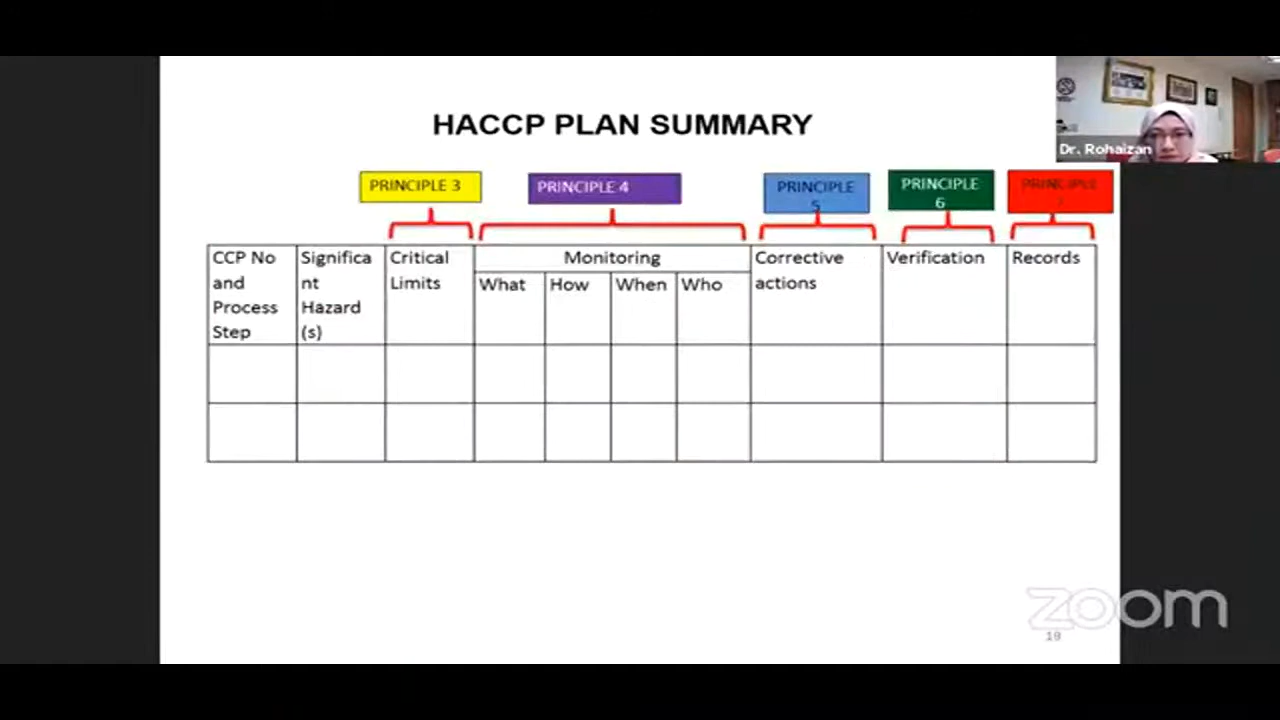 HACCP PLAN SUMMARY
Dr. Rohaizan
PRINCIPLE 3
PRINCIPLE 4
PRINCIPLE
5
PRINCIPLE
6
PRINCIPLE
CCP No
and
Process
Step
Significa
nt
Hazard
(s)
Critical
Limits
Monitoring
What
How
When
Who
Corrective
actions
Verification
Records
zoom
19